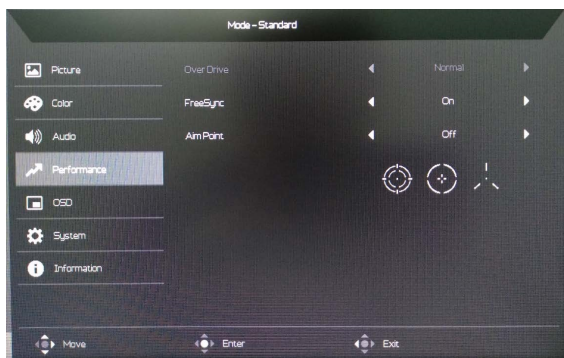 Mode - Standard
Picture
Over Drive Normal
Color
FreeSync On
Audio
Aim Point Off
Performance
OSD
System
Information
Move Enter Exit